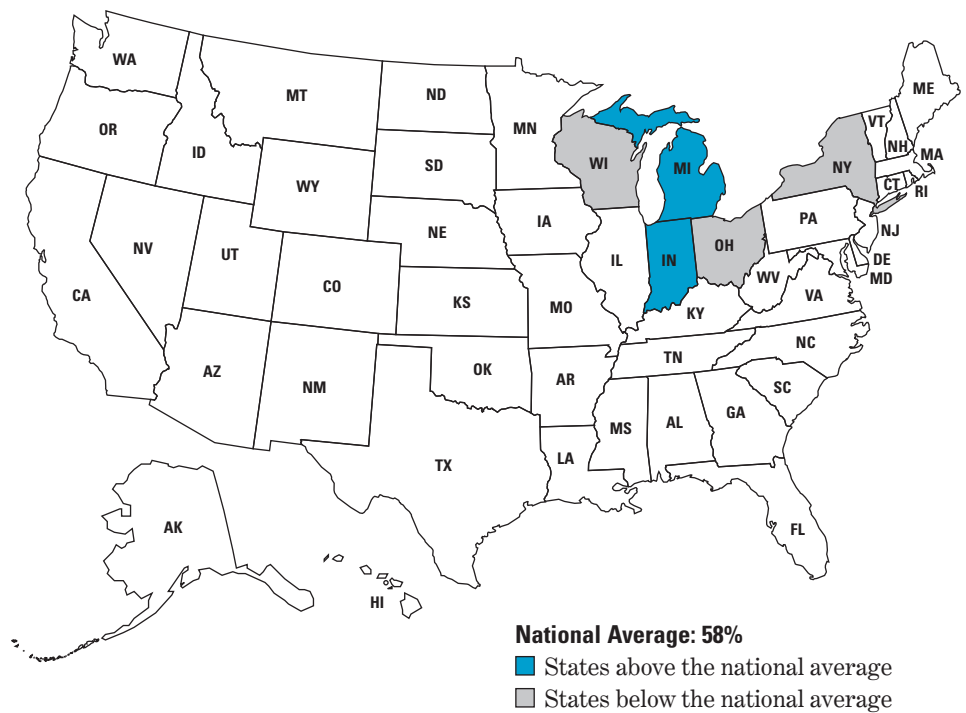 WA
MT
ND
MN
ME
VT
NH
MA
OR
ID
SD
WI
MI
NY
CT
RI
WY
IA
PA
NJ
NV
UT
NE
IL
IN
OH
DE
MD
WV
CA
CO
KS
MO
KY
VA
AZ
NM
OK
AR
TN
NC
SC
TX
LA
MS
AL
GA
AK
FL
HI
National Average: 58%
States above the national average
States below the national average